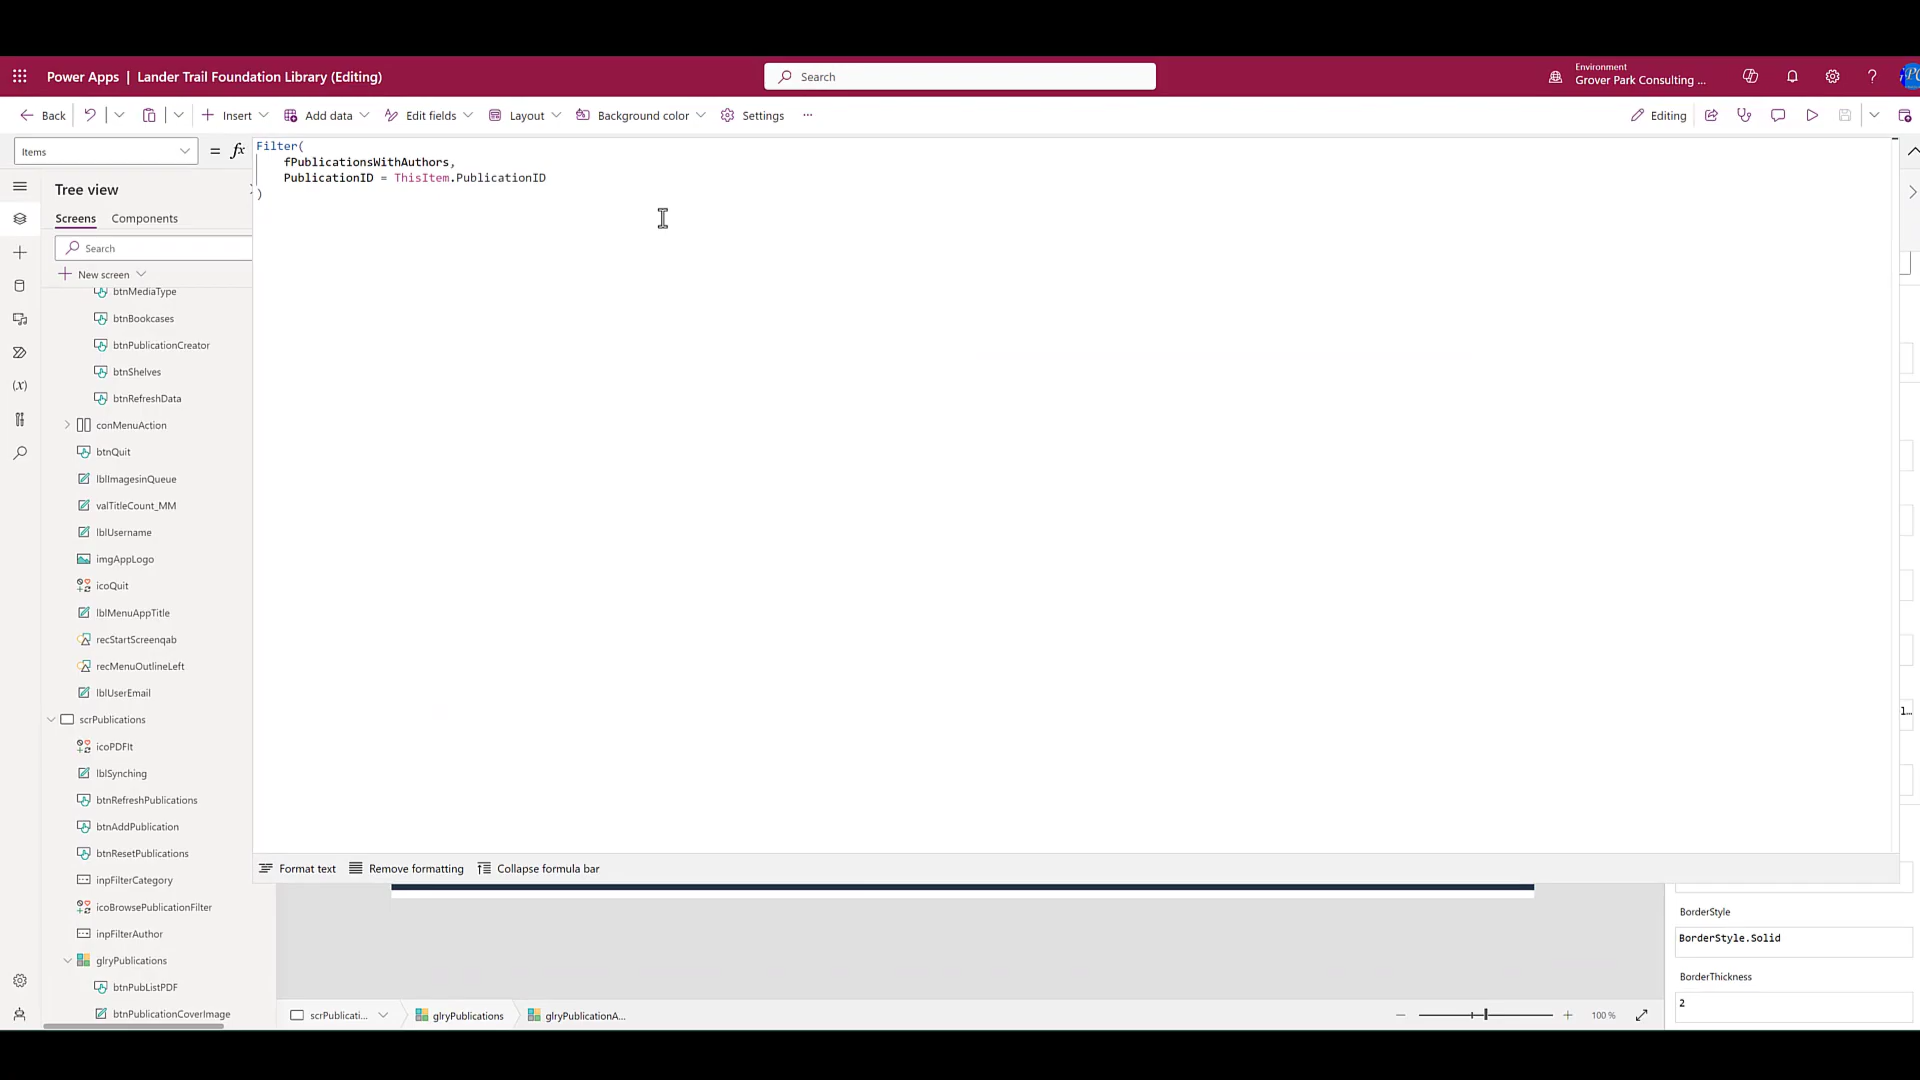 Power Apps | Lander Trail Foundation Library (Editing)
Search
Environment
Grover Park Consulting ...
Back
Insert
Add data
Edit fields
Layout
Background color
Settings
...
Editing
Items
= fx
Filter(
fPublicationsWithAuthors,
PublicationID = ThisItem.PublicationID
)
Tree view
Screens
Components
Search
New screen
btnMediaType
btnBookcases
btnPublicationCreator
btnShelves
btnRefreshData
conMenuAction
btnQuit
lblImagesinQueue
valTitleCount_MM
lblUsername
imgAppLogo
icoQuit
lblMenuAppTitle
recStartScreenqab
recMenuOutlineLeft
lblUserEmail
scrPublications
icoPDFIt
lblSynching
btnRefreshPublications
btnAddPublication
btnResetPublications
inpFilterCategory
icoBrowsePublicationFilter
inpFilterAuthor
glryPublications
btnPubListPDF
btnPublicationCoverImage
Format text
Remove formatting
Collapse formula bar
BorderStyle
BorderStyle.Solid
BorderThickness
2
scrPublicati...
glryPublications
glryPublicationA...
100 %